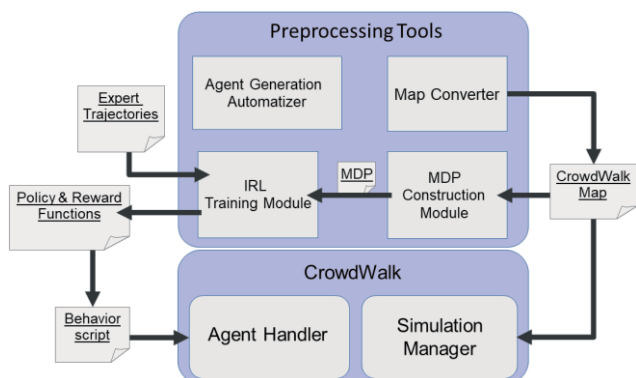 Preprocessing Tools
Expert
Trajectories
Agent Generation
Automatizer
Map Converter
Policy & Reward
Functions
IRL
Training Module
MDP
MDP
Construction
Module
CrowdWalk
Map
CrowdWalk
Behavior
script
Agent Handler
Simulation
Manager